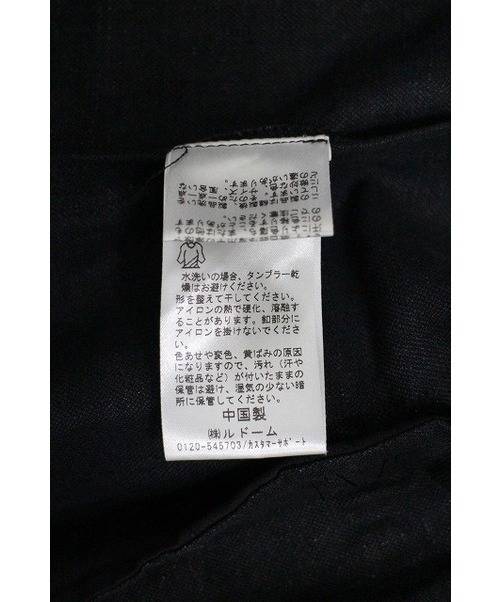 水洗いの場合、タンブラー乾
燥はお避けください。
形を整えて干してください。
アイロンの熱で硬化、溶融す
ることがあります。釦部分に
アイロンを掛けないでくださ
い。
色あせや変色、黄ばみの原因
になりますので、汚れ（汗や
化粧品など）が付いたままの
保管は避け、湿気の少ない暗
所に保管してください。
中国製
㈱ルドーム
0120-545703/カスタマーサポート